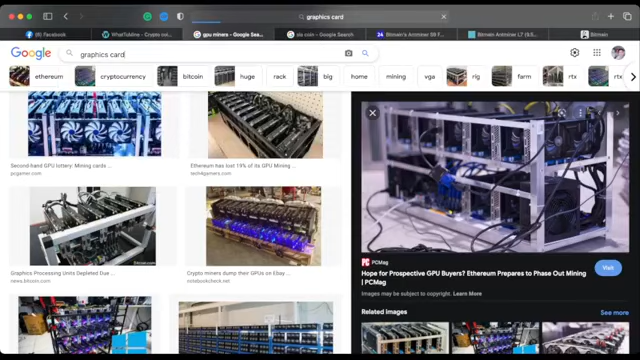 graphics card
Facebook
WhatToMine - Crypto coi...
gpu miners - Google Sea...
sia coin - Google Search
Bitmain's Antminer S9 F...
Bitmain Antminer L7 (9.5...
Google
graphics card
ethereum
cryptocurrency
bitcoin
huge
rack
big
home
mining
vga
rig
farm
rtx
rtx
Second-hand GPU lottery: Mining cards ...
pcgamer.com
Ethereum has lost 19% of its GPU Mining ...
tech4gamers.com
Graphics Processing Units Depleted Due ...
news.bitcoin.com
Crypto miners dump their GPUs on Ebay ...
notebookcheck.net
PCMag
Hope for Prospective GPU Buyers? Ethereum Prepares to Phase Out Mining
| PCMag
Visit
Images may be subject to copyright. Learn More
Related images
See more